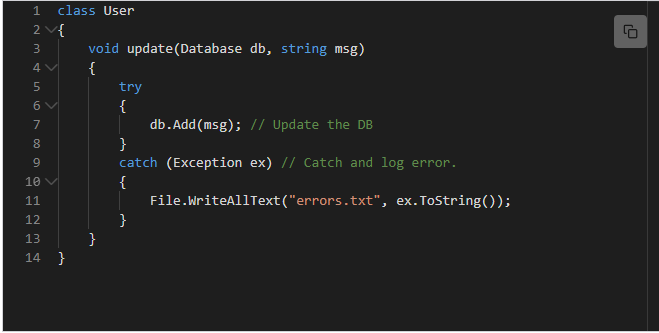 1 class User
2 {
3     void update(Database db, string msg)
4     {
5         try
6         {
7             db.Add(msg); // Update the DB
8         }
9         catch (Exception ex) // Catch and log error.
10         {
11             File.WriteAllText("errors.txt", ex.ToString());
12         }
13     }
14 }